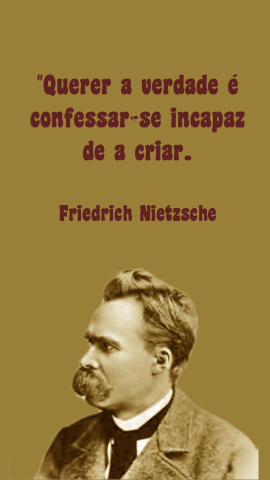 "Querer a verdade é
confessar-se incapaz
de a criar.
Friedrich Nietzsche